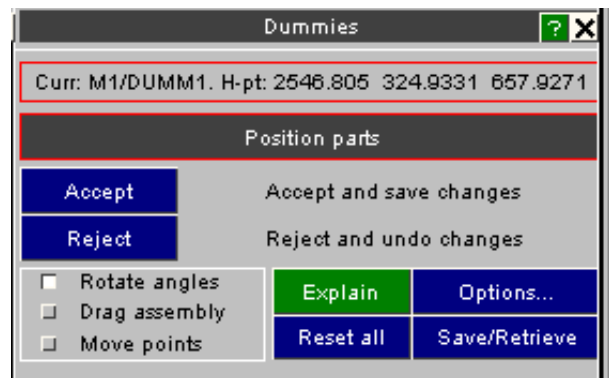 Dummies ? X
Curr: M1/DUMM1. H-pt: 2546.805 324.9331 657.9271
Position parts
Accept Accept and save changes
Reject Reject and undo changes
Rotate angles
Drag assembly
Move points
Explain Options...
Reset all Save/Retrieve